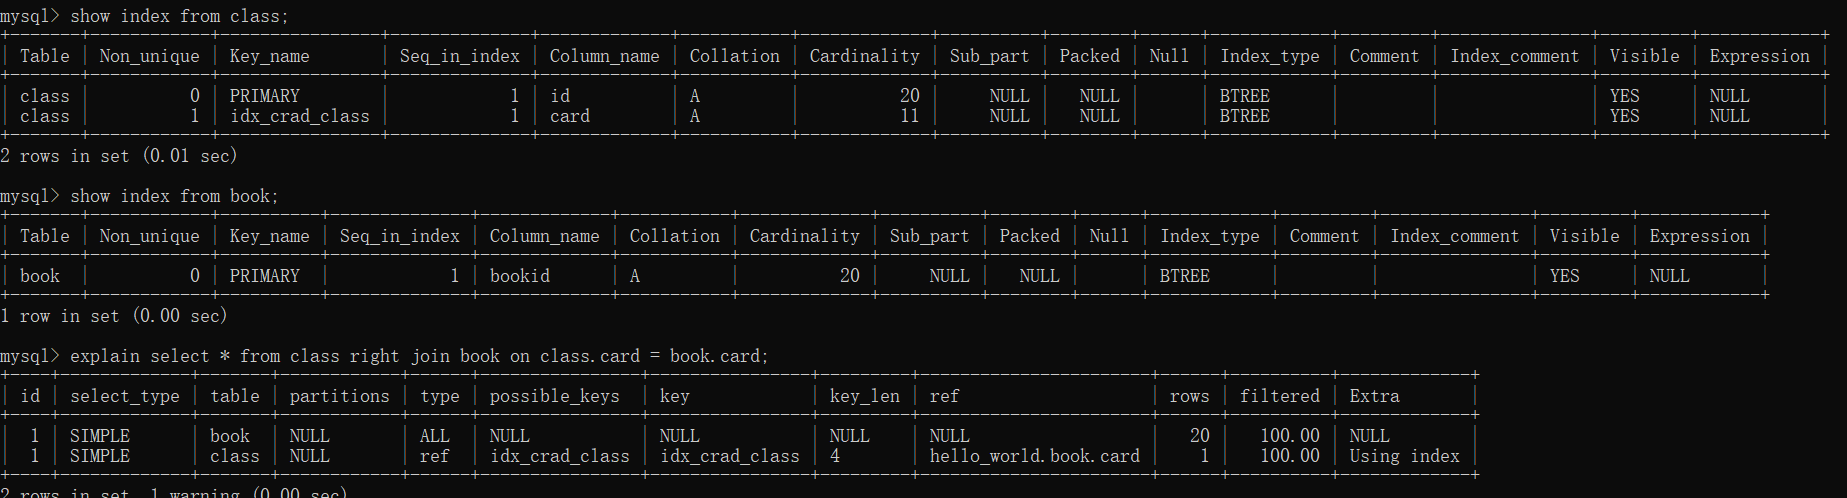 mysql> show index from class;
| Table | Non_unique | Key_name | Seq_in_index | Column_name | Collation | Cardinality | Sub_part | Packed | Null | Index_type | Comment | Index_comment | Visible | Expression |
| class | 0 | PRIMARY | 1 | id | A | 20 | NULL | NULL | | BTREE | | | YES | NULL |
| class | 1 | idx_crad_class | 1 | card | A | 11 | NULL | NULL | | BTREE | | | YES | NULL |
2 rows in set (0.01 sec)
mysql> show index from book;
| Table | Non_unique | Key_name | Seq_in_index | Column_name | Collation | Cardinality | Sub_part | Packed | Null | Index_type | Comment | Index_comment | Visible | Expression |
| book | 0 | PRIMARY | 1 | bookid | A | 20 | NULL | NULL | | BTREE | | | YES | NULL |
1 row in set (0.00 sec)
mysql> explain select * from class right join book on class.card = book.card;
| id | select_type | table | partitions | type | possible_keys | key | key_len | ref | rows | filtered | Extra |
| 1 | SIMPLE | book | NULL | ALL | NULL | NULL | NULL | NULL | 20 | 100.00 | NULL |
| 1 | SIMPLE | class | NULL | ref | idx_crad_class | idx_crad_class | 4 | hello_world.book.card | 1 | 100.00 | Using index |
2 rows in set, 1 warning (0.00 sec)